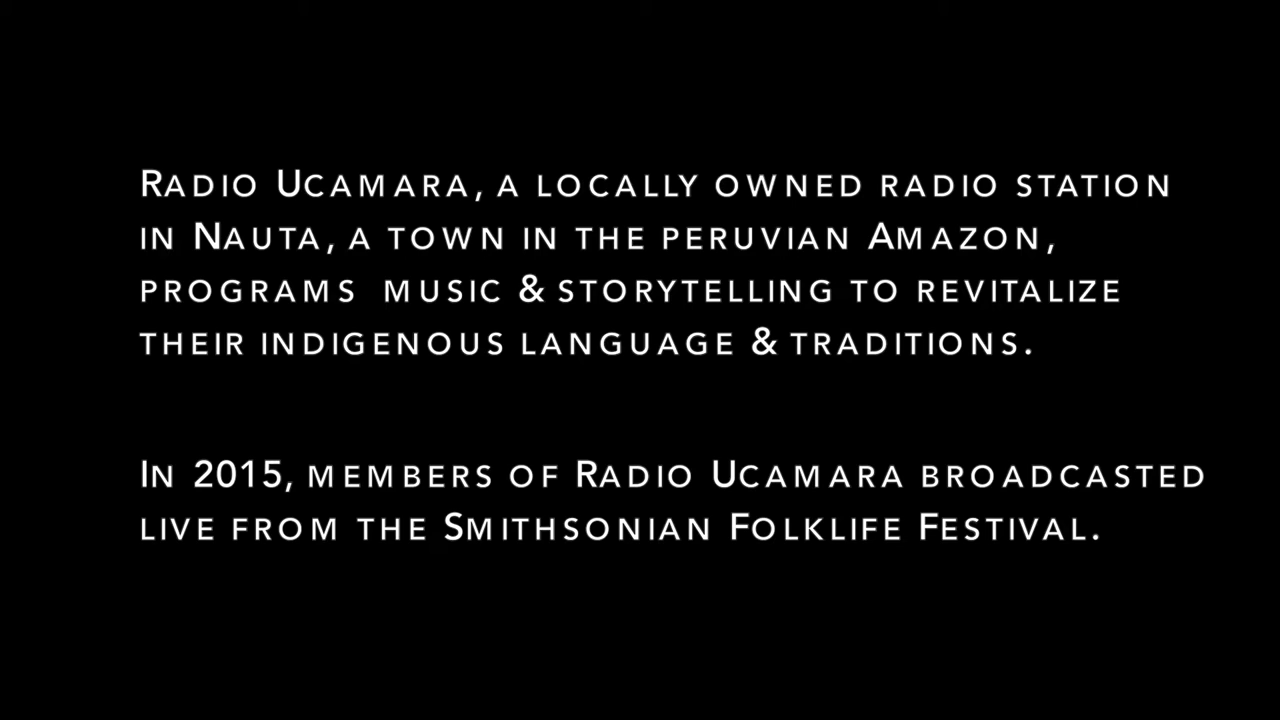 Radio Ucamara, a locally owned radio station
in Nauta, a town in the peruvian Amazon,
programs music & storytelling to revitalize
their indigenous language & traditions.
In 2015, members of Radio Ucamara broadcasted
live from the Smithsonian Folklife Festival.